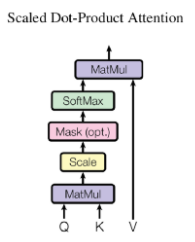 Scaled Dot-Product Attention
MatMul
SoftMax
Mask (opt.)
Scale
MatMul
Q K V